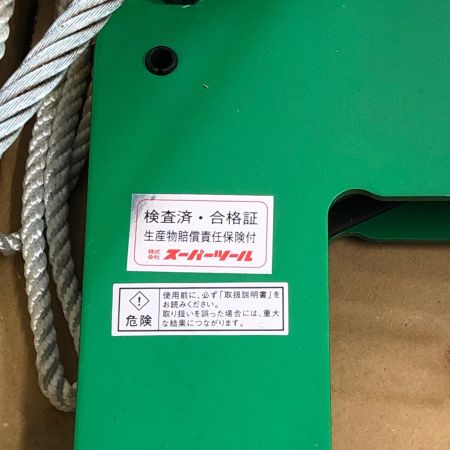 検査済・合格証
生産物賠償責任保険付
株式会社 スーパーツール
危険
使用前に、必ず「取扱説明書」を
お読みください。
取り扱いを誤った場合には、重大
な結果につながります。